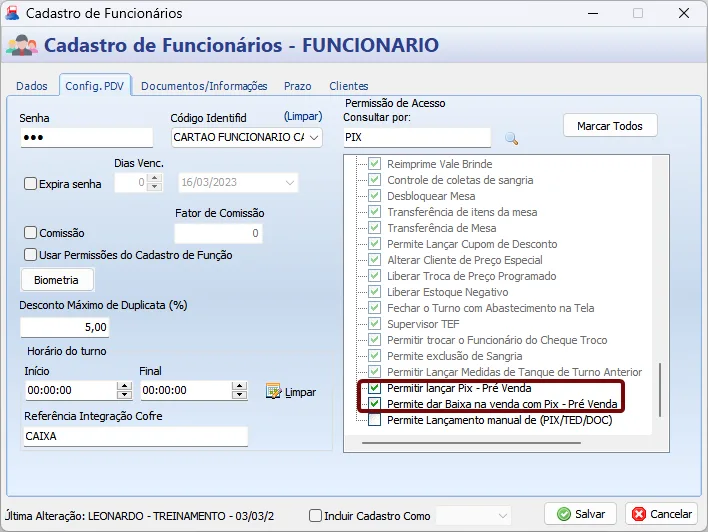 Cadastro de Funcionários
Cadastro de Funcionários - FUNCIONARIO
Dados
Config. PDV
Documentos/Informações
Prazo
Clientes
Senha
Código Identifid
(Limpar)
●●●
CARTAO FUNCIONARIO CA
Dias Venc.
Expira senha
0
16/03/2023
Fator de Comissão
Comissão
0
Usar Permissões do Cadastro de Função
Biometria
Desconto Máximo de Duplicata (%)
5,00
Horário do turno
Início
Final
00:00:00
00:00:00
Limpar
Referência Integração Cofre
CAIXA
Permissão de Acesso
Consultar por:
PIX
Marcar Todos
Reimprime Vale Brinde
Controle de coletas de sangria
Desbloquear Mesa
Transferência de itens da mesa
Transferência de Mesa
Permite Lançar Cupom de Desconto
Alterar Cliente de Preço Especial
Liberar Troca de Preço Programado
Liberar Estoque Negativo
Fechar o Turno com Abastecimento na Tela
Supervisor TEF
Permitir trocar o Funcionário do Cheque Troco
Permite exclusão de Sangria
Permitir Lançar Medidas de Tanque de Turno Anterior
Permitir lançar Pix - Pré Venda
Permite dar Baixa na venda com Pix - Pré Venda
Permite Lançamento manual de (PIX/TED/DOC)
Última Alteração: LEONARDO - TREINAMENTO - 03/03/2
Incluir Cadastro Como
Salvar
Cancelar